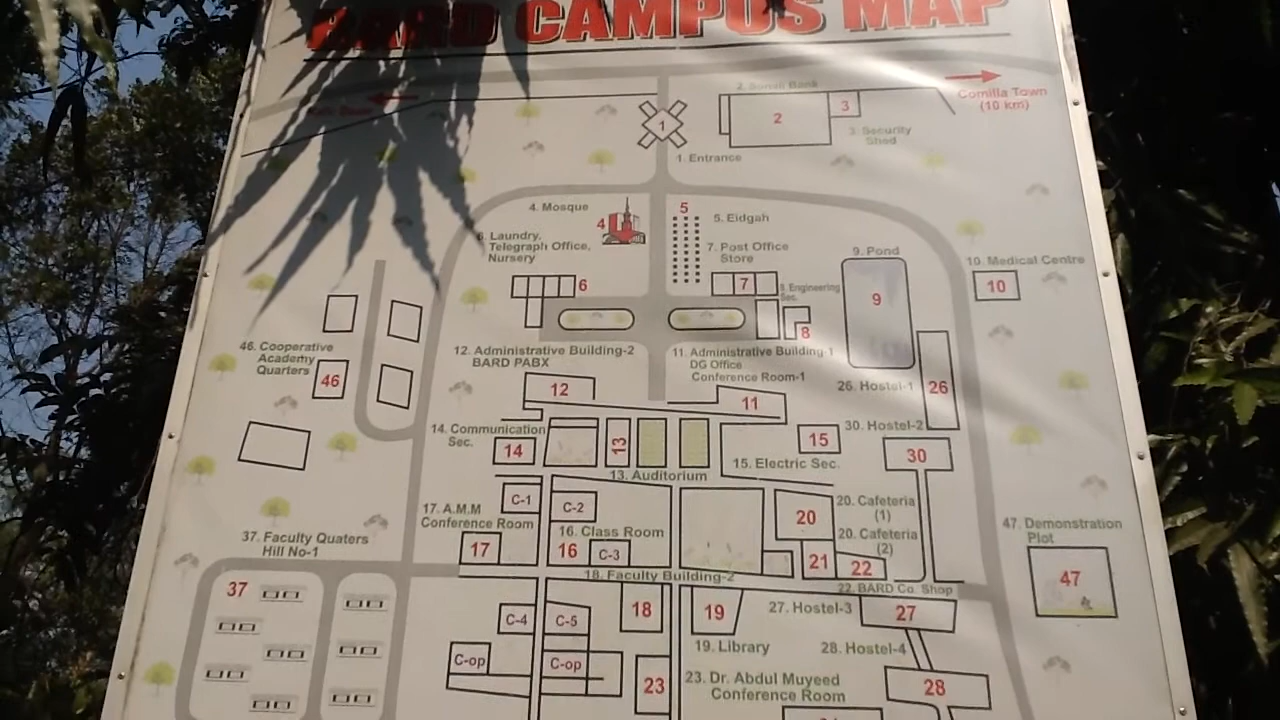 BARD CAMPUS MAP
2
3
Comilla Town
(10 km)
1
3. Security
Shed
1. Entrance
4. Mosque
4
5
5. Eidgah
6. Laundry,
Telegraph Office,
Nursery
6
7. Post Office
Store
7
8. Engineering
Sec.
8
9. Pond
9
10. Medical Centre
10
46. Cooperative
Academy
Quarters
46
12. Administrative Building-2
BARD PABX
12
11. Administrative Building-1
DG Office
Conference Room-1
11
26. Hostel-1
26
14. Communication
Sec.
14
13
13. Auditorium
15
15. Electric Sec.
30. Hostel-2
30
C-1
C-2
17. A.M.M
Conference Room
17
16. Class Room
16
C-3
20
20. Cafeteria
(1)
20. Cafeteria
(2)
21
22
47. Demonstration
Plot
47
37. Faculty Quaters
Hill No-1
37
18. Faculty Building-2
22. BARD Co. Shop
C-4
C-5
18
19
27. Hostel-3
27
19. Library
28. Hostel-4
28
C-op
C-op
23
23. Dr. Abdul Muyeed
Conference Room